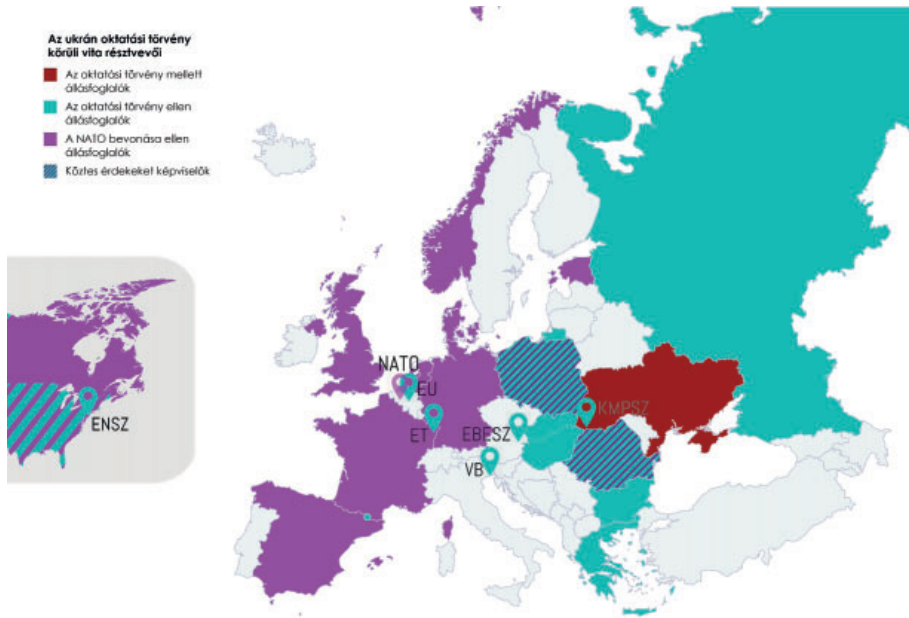 Az ukrán oktatási törvény
körüli vita résztvevői
Az oktatási törvény mellett
állásfoglalók
Az oktatási törvény ellen
állásfoglalók
A NATO bevonása ellen
állásfoglalók
Köztes érdekeket képviselők
NATO
EU
ENSZ
ET
EBESZ
KMPSZ
VB